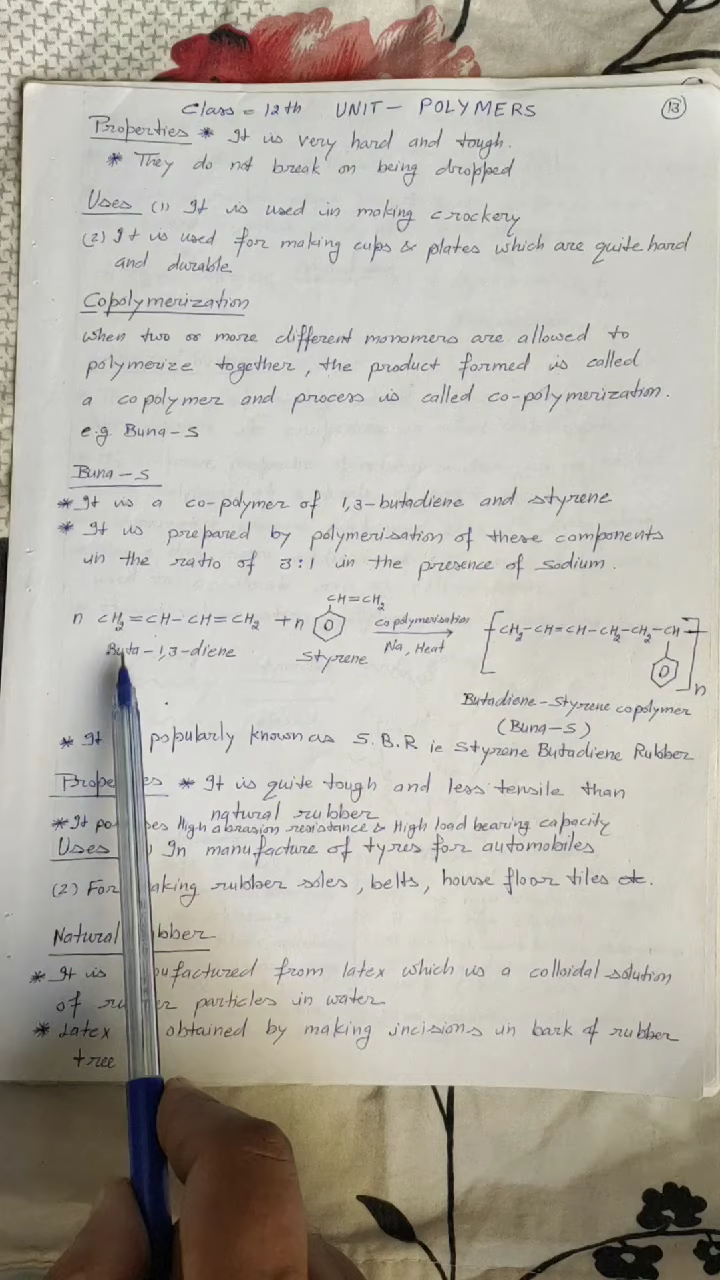 Class = 12th UNIT - POLYMERS 13
Properties * It is very hard and tough.
* They do not break on being dropped
Uses (1) It is used in making crockery
(2) It is used for making cups & plates which are quite hard
and durable
Copolymerization
When two or more different monomers are allowed to
polymerize together, the product formed is called
a copolymer and process is called co-polymerization.
e.g Buna-S
Buna-S
* It is a co-polymer of 1,3-butadiene and styrene
* It is prepared by polymerisation of these components
in the ratio of 3:1 in the presence of sodium.
CH=CH2
n CH2=CH-CH=CH2 + n Copolymerisation [CH2-CH=CH-CH2-CH2-CH]n
Buta-1,3-diene Styrene Na, Heat
Butadiene-Styrene copolymer
(Buna-S)
* It popularly known as S.B.R ie Styrene Butadiene Rubber
Properties * It is quite tough and less tensile than
natural rubber
* It High abrasion resistance & High load bearing capacity
Uses In manufacture of tyres for automobiles
(2) For making rubber soles, belts, house floor tiles etc.
Natural Rubber
* It is from latex which is a colloidal solution
of rubber particles in water
* Latex obtained by making incisions in bark of rubber
tree